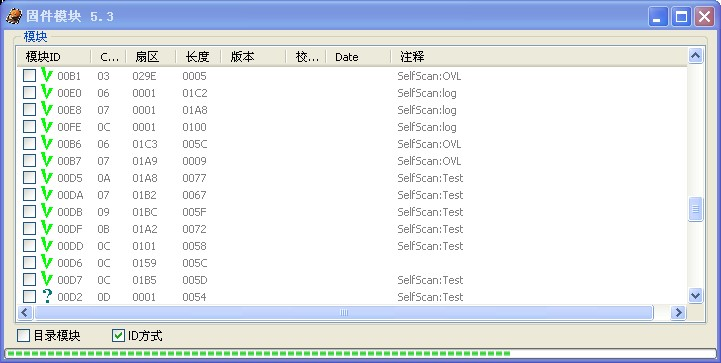 固件模块 5.3
模块
模块ID C... 扇区 长度 版本 校... Date 注释
00B1 03 029E 0005 SelfScan:OVL
00E0 06 0001 01C2 SelfScan:log
00E8 07 0001 01A8 SelfScan:log
00FE 0C 0001 0100 SelfScan:log
00B6 06 01C3 005C SelfScan:OVL
00B7 07 01A9 0009 SelfScan:OVL
00D5 0A 01A8 0077 SelfScan:Test
00DA 07 01B2 0067 SelfScan:Test
00DB 09 01BC 005F SelfScan:Test
00DF 0B 01A2 0072 SelfScan:Test
00DD 0C 0101 0058 SelfScan:Test
00D6 0C 0159 005C
00D7 0C 01B5 005D SelfScan:Test
? 00D2 0D 0001 0054 SelfScan:Test
目录模块 ID方式